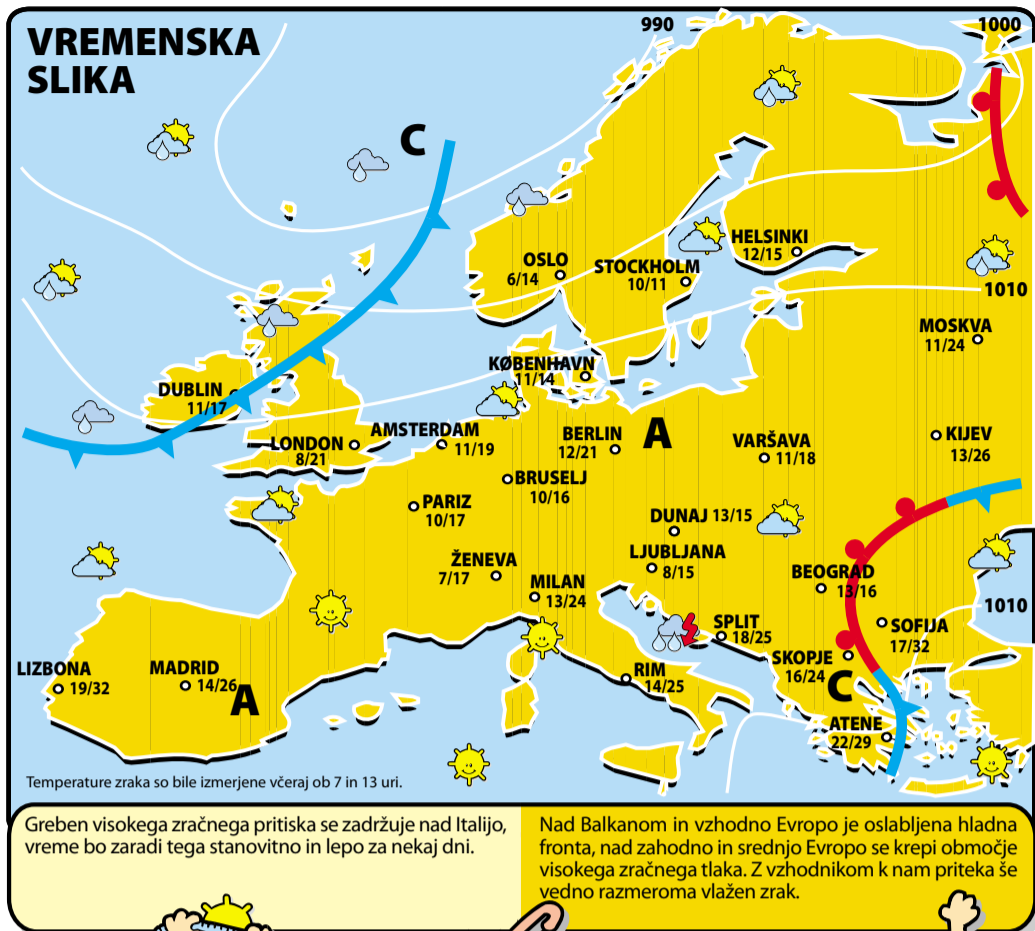 VREMENSKA
SLIKA
990
1000
C
OSLO
6/14
STOCKHOLM
10/11
HELSINKI
12/15
1010
MOSKVA
11/24
KØBENHAVN
11/14
DUBLIN
11/17
LONDON
8/21
AMSTERDAM
11/19
BERLIN
12/21
A
VARŠAVA
11/18
KIJEV
13/26
BRUSELJ
10/16
PARIZ
10/17
DUNAJ 13/15
LJUBLJANA
8/15
ŽENEVA
7/17
MILAN
13/24
BEOGRAD
13/16
1010
SPLIT
18/25
SOFIJA
17/32
SKOPJE
16/24
C
LIZBONA
19/32
MADRID
14/26
A
RIM
14/25
ATENE
22/29
Temperature zraka so bile izmerjene včeraj ob 7 in 13 uri.
Greben visokega zračnega pritiska se zadržuje nad Italijo,
vreme bo zaradi tega stanovitno in lepo za nekaj dni.
Nad Balkanom in vzhodno Evropo je oslabljena hladna
fronta, nad zahodno in srednjo Evropo se krepi območje
visokega zračnega tlaka. Z vzhodnikom k nam priteka še
vedno razmeroma vlažen zrak.